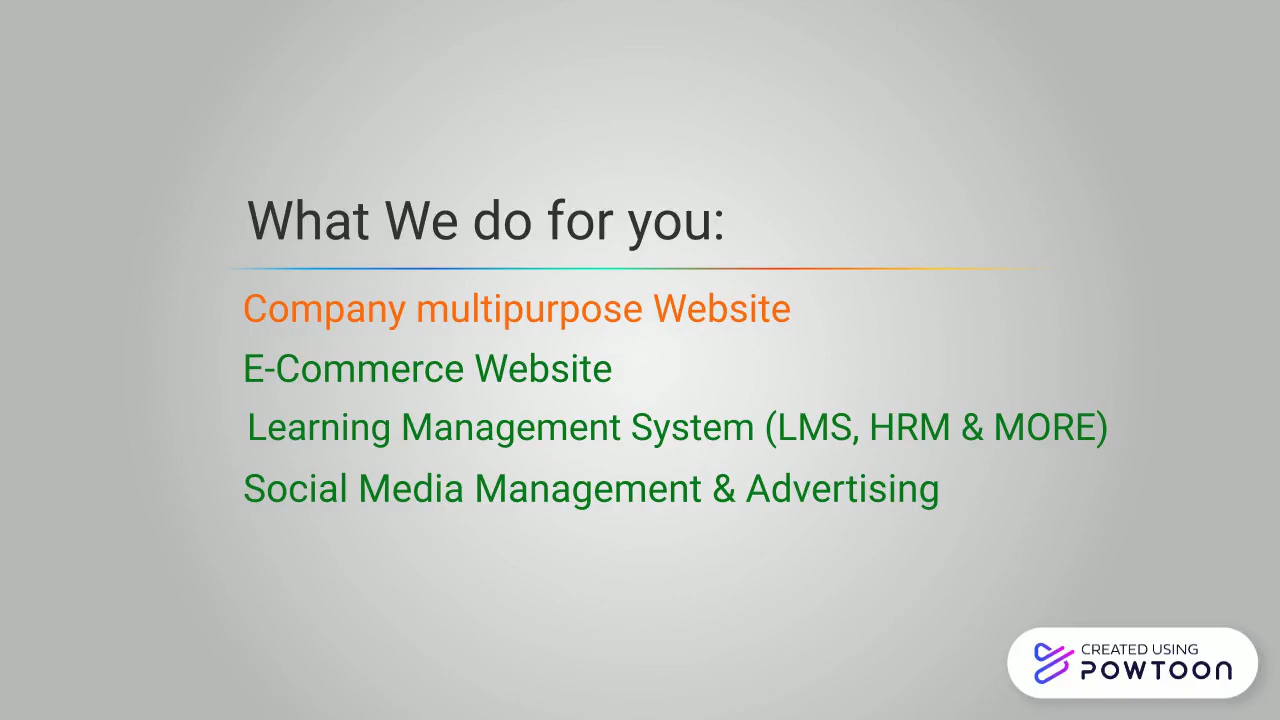 What We do for you:
Company multipurpose Website
E-Commerce Website
Learning Management System (LMS, HRM & MORE)
Social Media Management & Advertising
CREATED USING
POWTOON